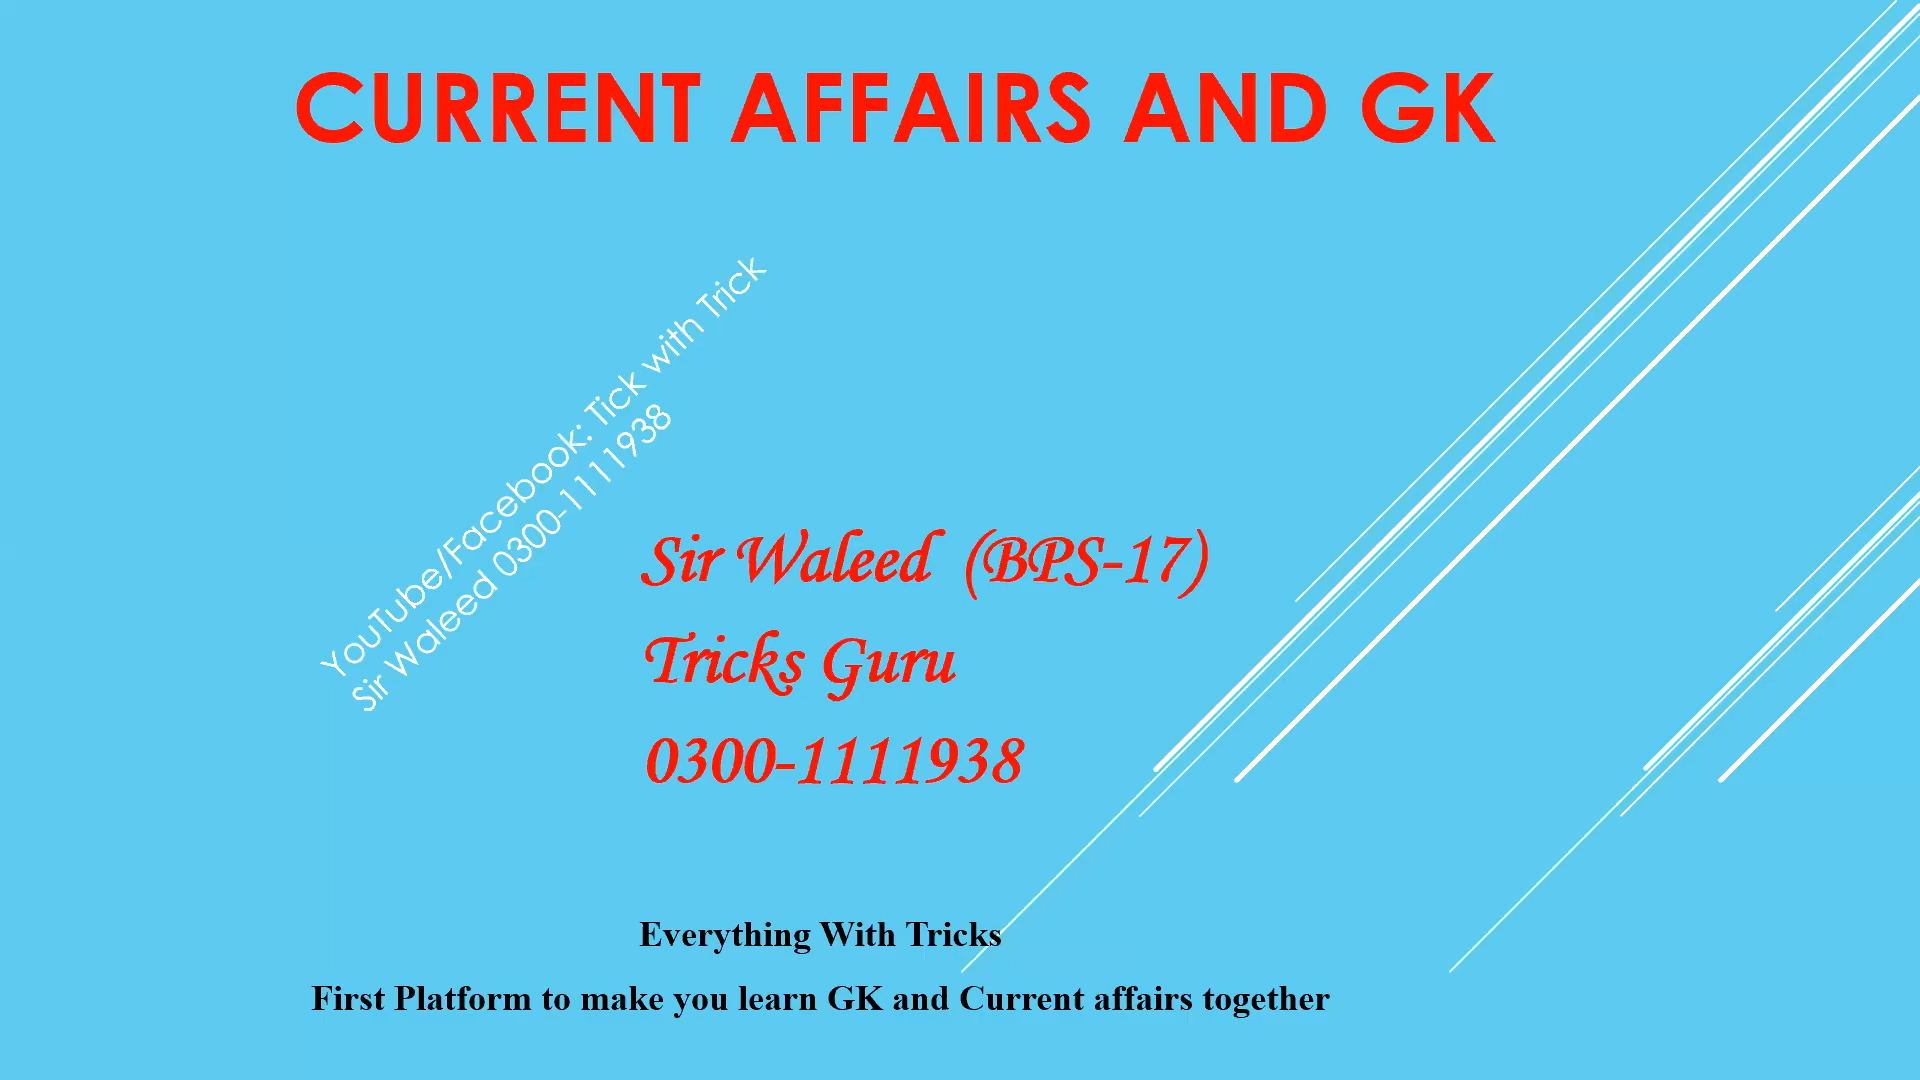 CURRENT AFFAIRS AND GK
YouTube/Facebook: Tick with Trick
Sir Waleed 0300-1111938
Sir Waleed (BPS-17)
Tricks Guru
0300-1111938
Everything With Tricks
First Platform to make you learn GK and Current affairs together